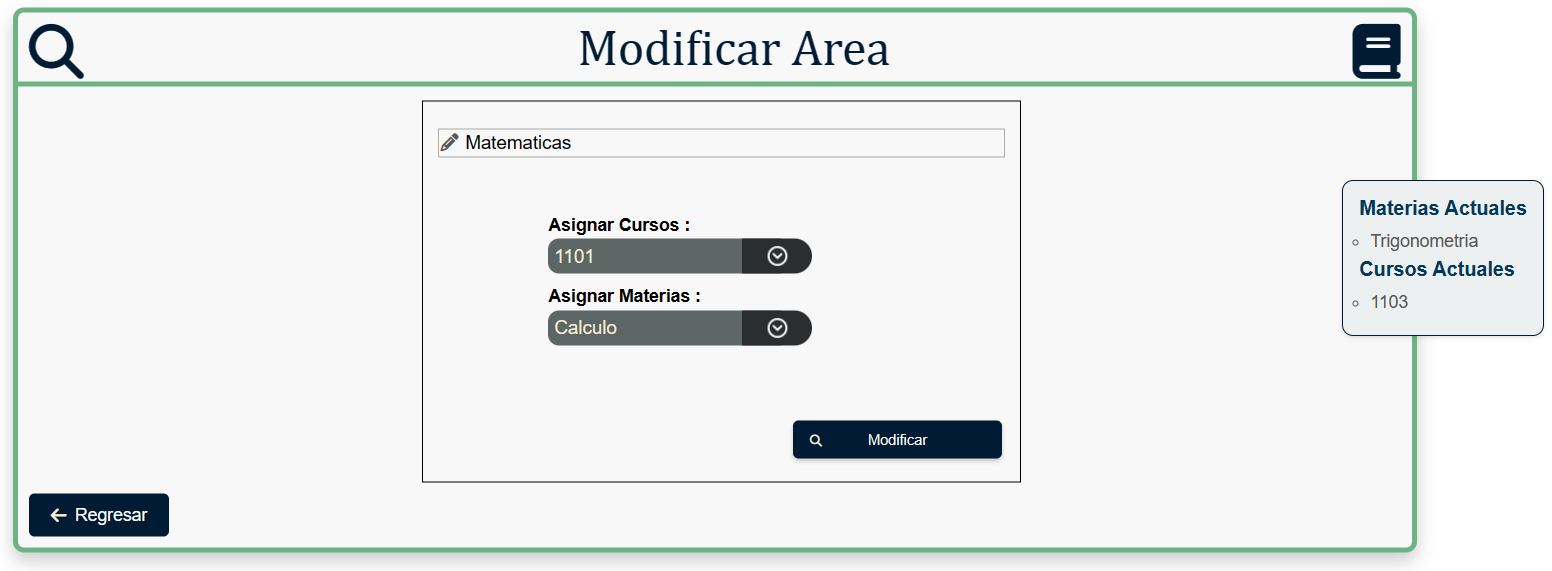 Modificar Area
Matematicas
Asignar Cursos :
1101
Asignar Materias :
Calculo
Modificar
Regresar
Materias Actuales
Trigonometria
Cursos Actuales
1103